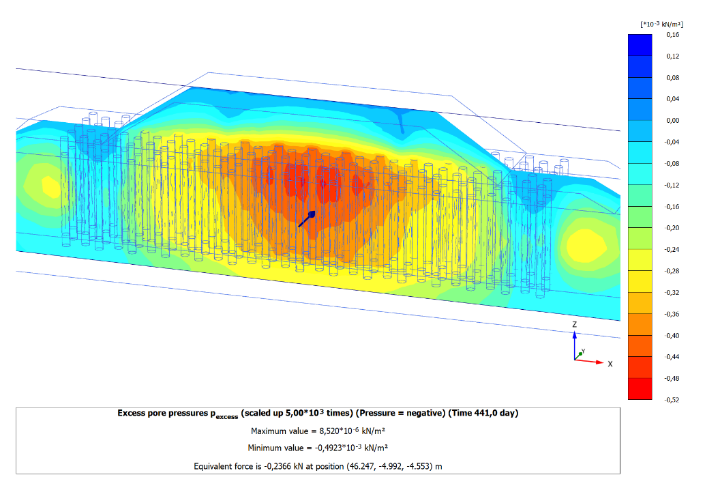 [*10⁻³ kN/m²]
0,16
0,12
0,08
0,04
0,00
-0,04
-0,08
-0,12
-0,16
-0,20
-0,24
-0,28
-0,32
-0,36
-0,40
-0,44
-0,48
-0,52
Z
Y
X
Excess pore pressures p_excess (scaled up 5,00*10³ times) (Pressure = negative) (Time 441,0 day)
Maximum value = 8,520*10⁻⁶ kN/m²
Minimum value = -0,4923*10⁻³ kN/m²
Equivalent force is -0,2366 kN at position (46.247, -4.992, -4.553) m